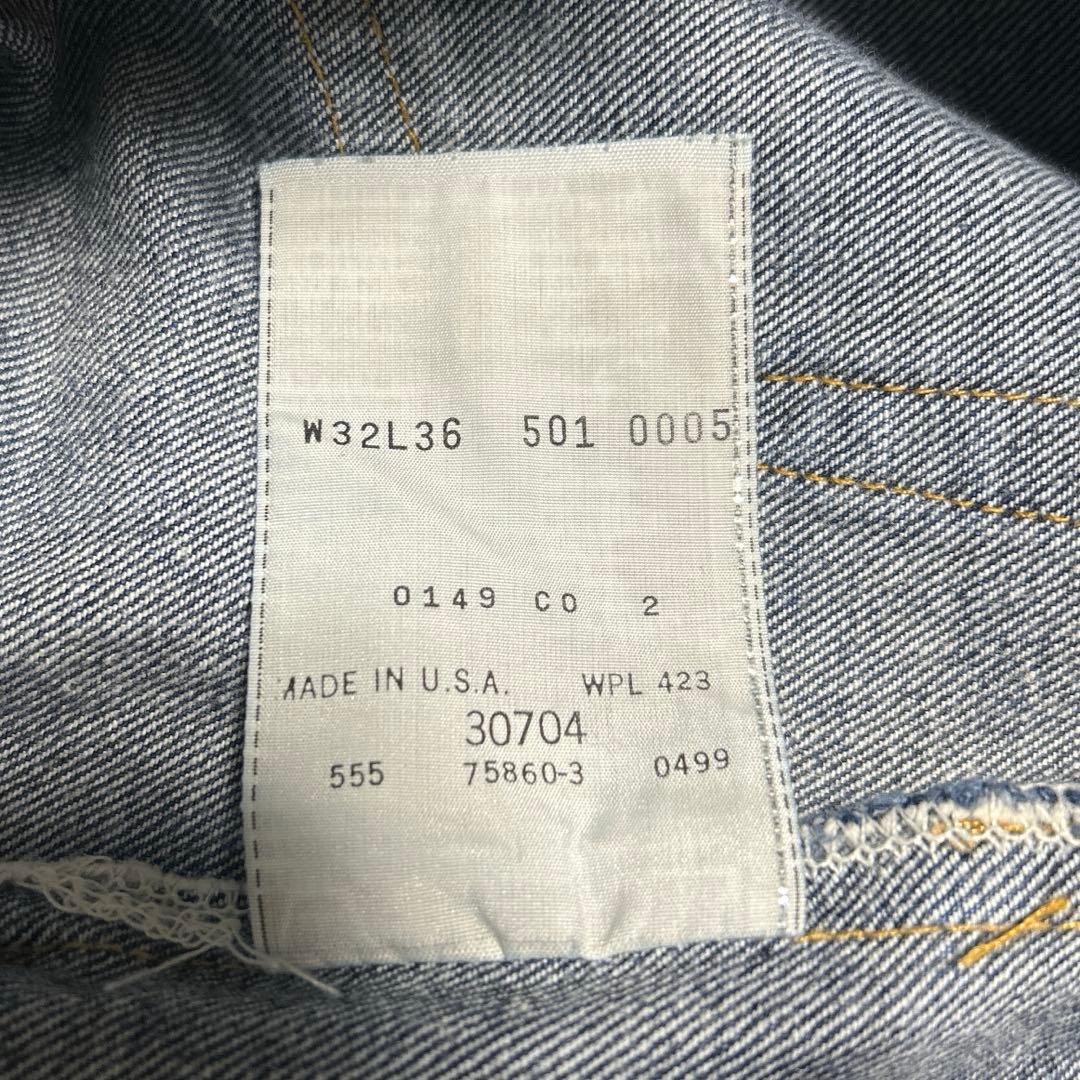 W32L36 501 0005
0149 CO 2
MADE IN U.S.A. WPL 423
30704
555 75860-3 0499